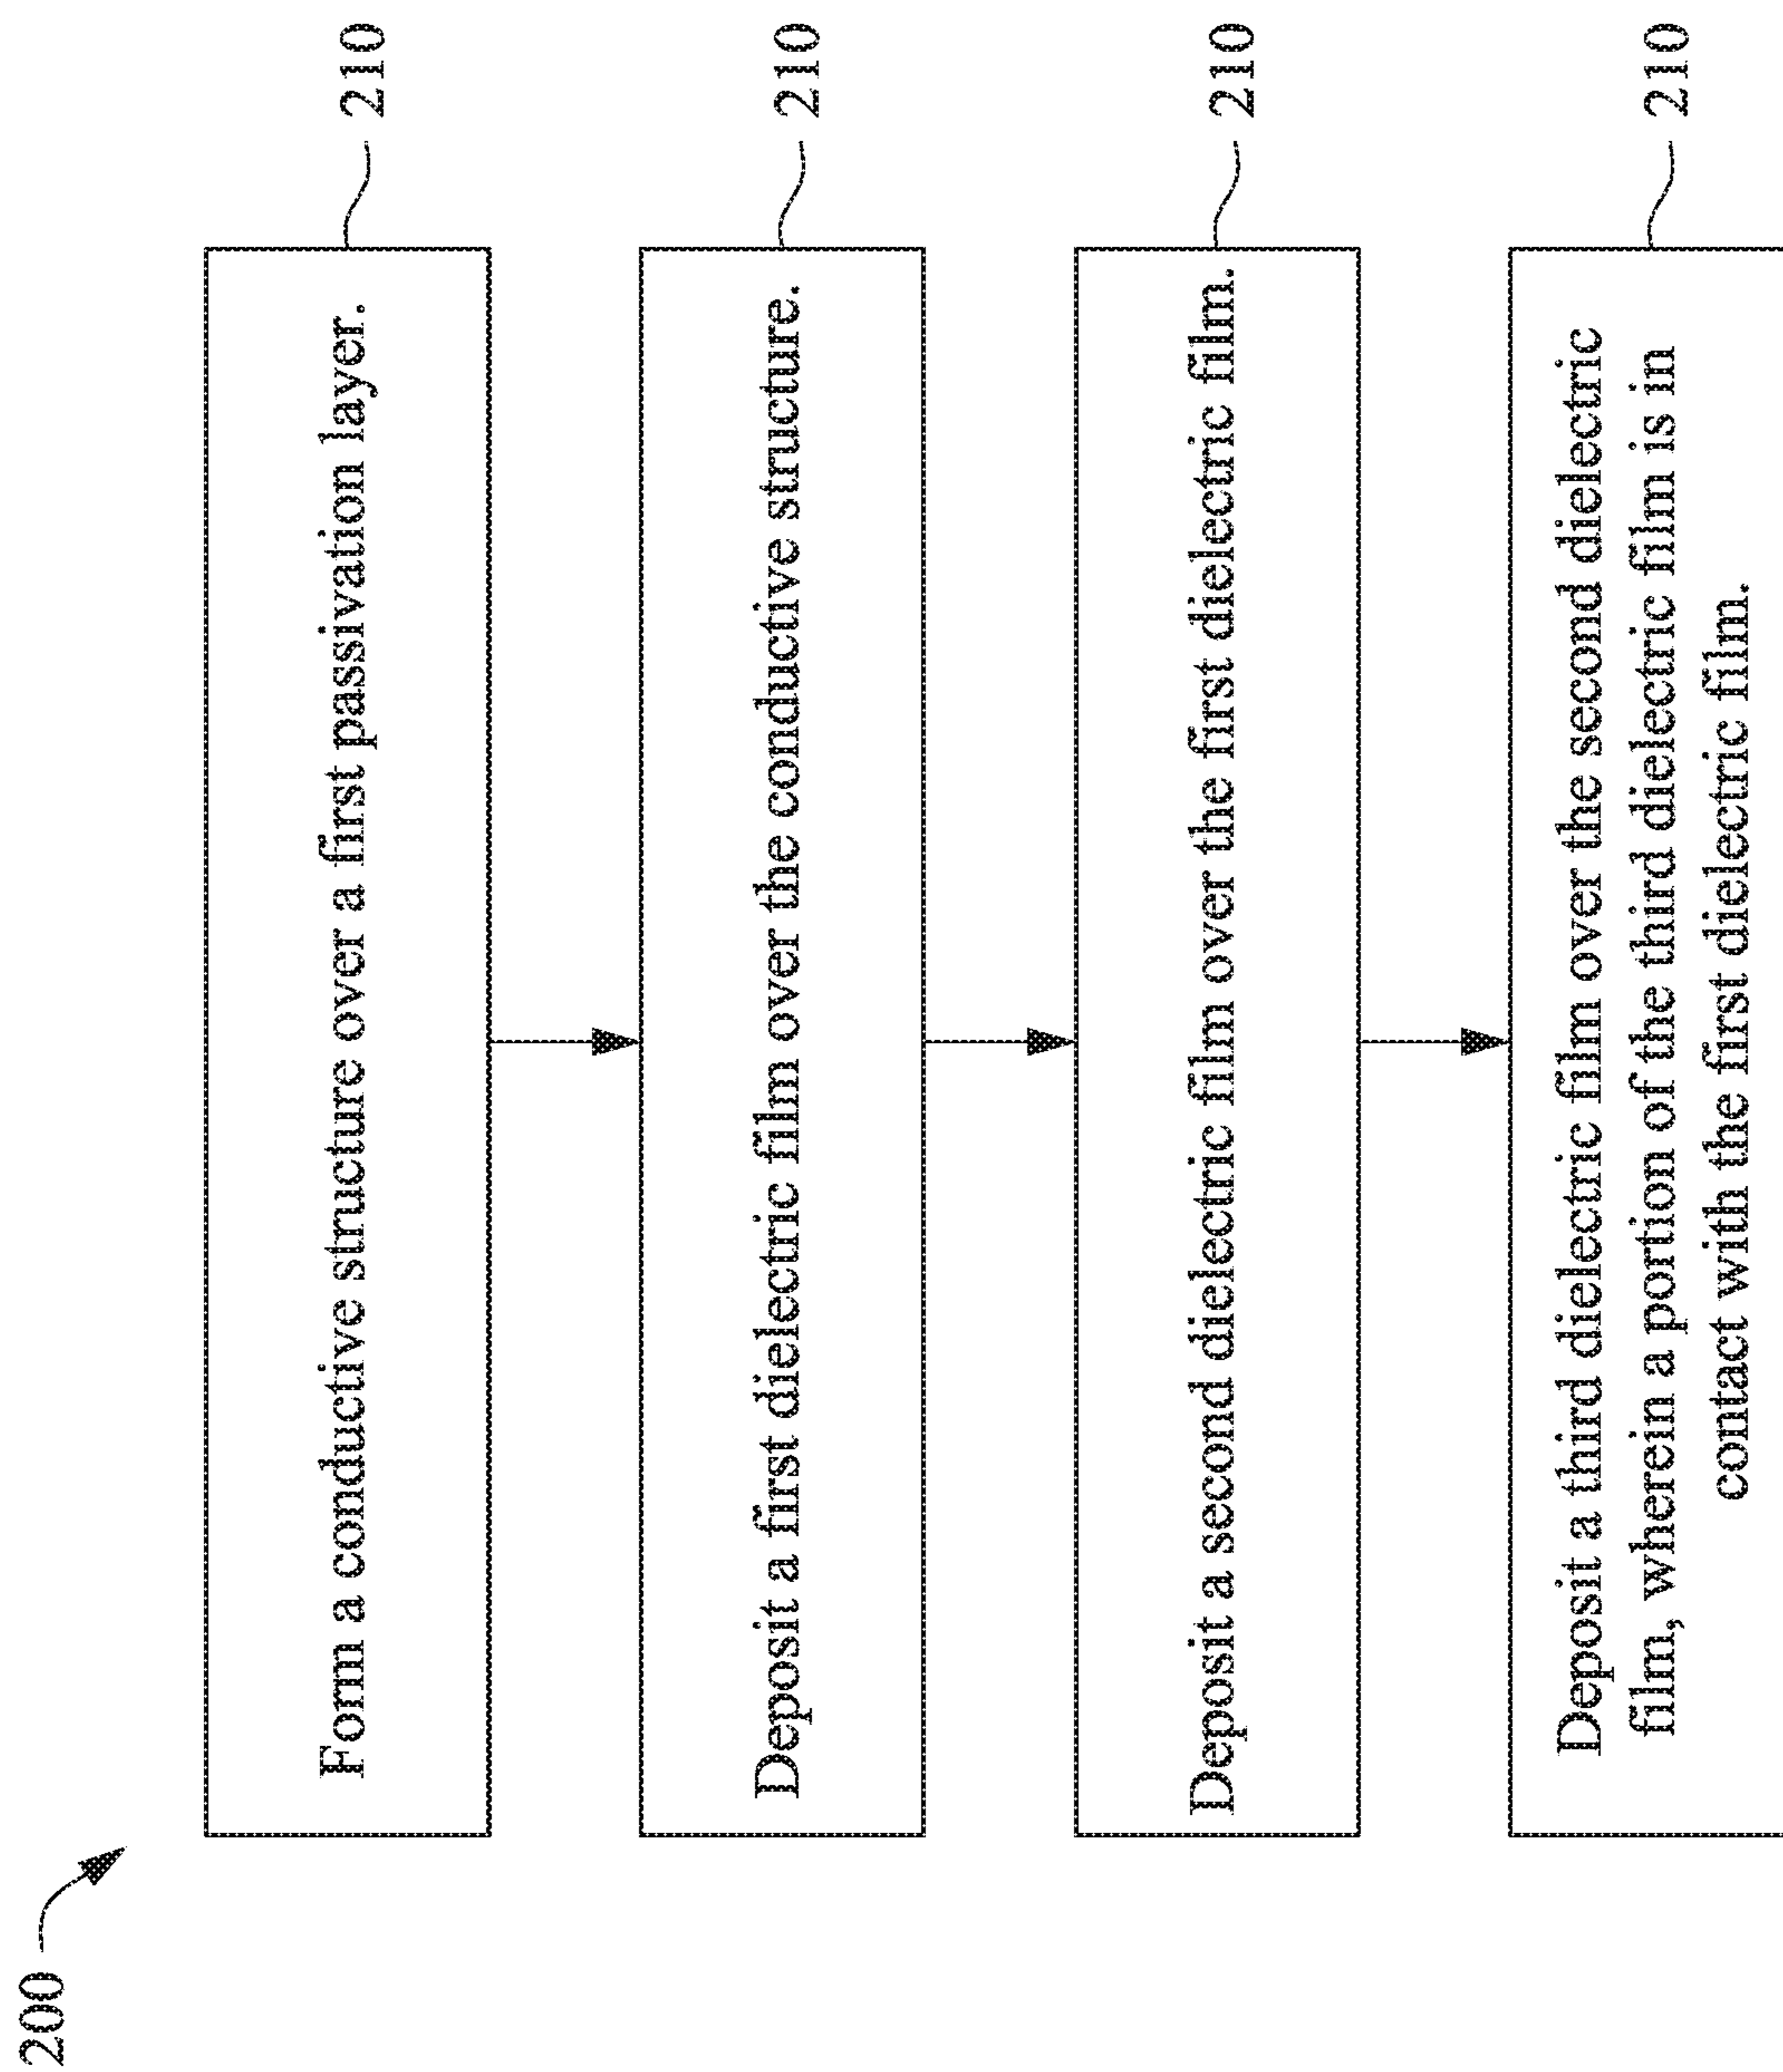 200
Form a conductive structure over a first passivation layer.
210
Deposit a first dielectric film over the conductive structure.
210
Deposit a second dielectric film over the first dielectric film.
210
Deposit a third dielectric film over the second dielectric
film, wherein a portion of the third dielectric film is in
contact with the first dielectric film.
210